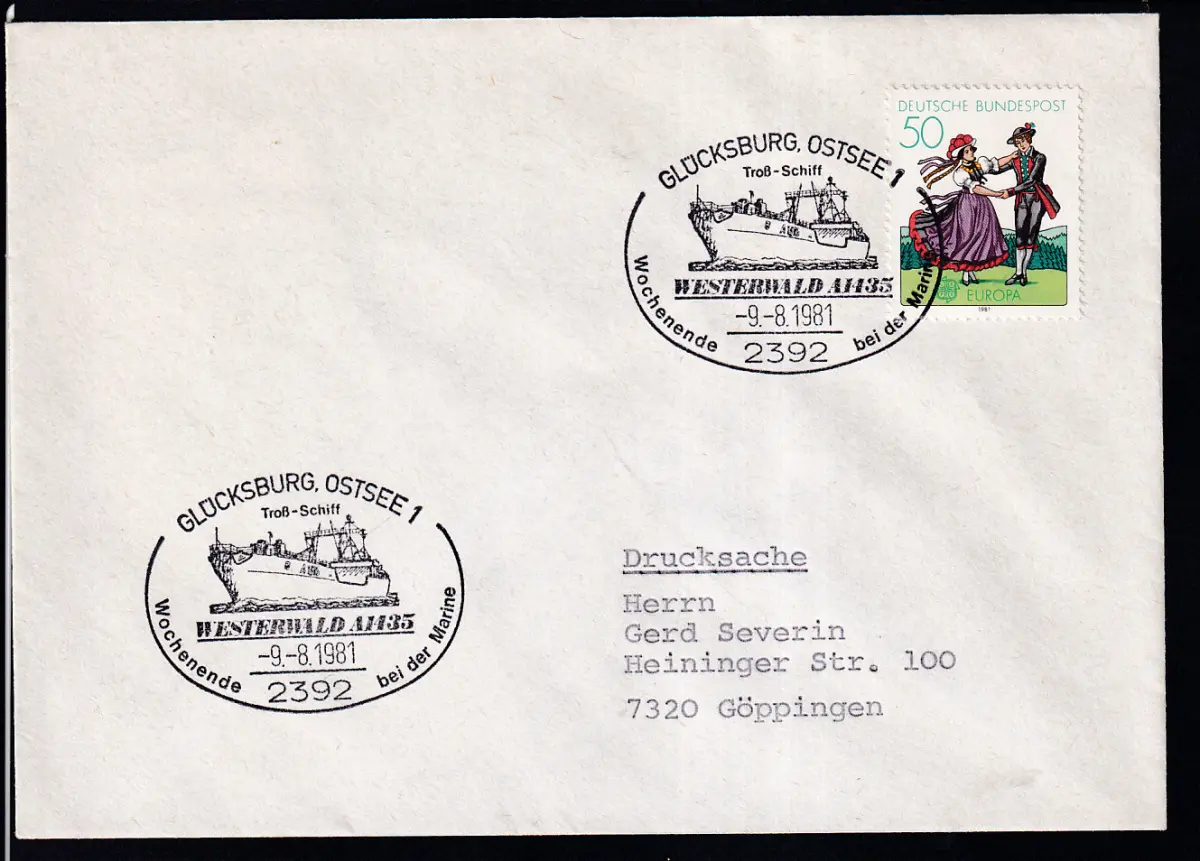 DEUTSCHE BUNDESPOST
50
EUROPA
1981
GLÜCKSBURG, OSTSEE 1
Troß-Schiff
WESTERWALD A1435
-9.-8.1981
2392
Wochenende bei der Marine
GLÜCKSBURG, OSTSEE 1
Troß-Schiff
WESTERWALD A1435
-9.-8.1981
2392
Wochenende bei der Marine
Drucksache
Herrn
Gerd Severin
Heininger Str. 100
7320 Göppingen